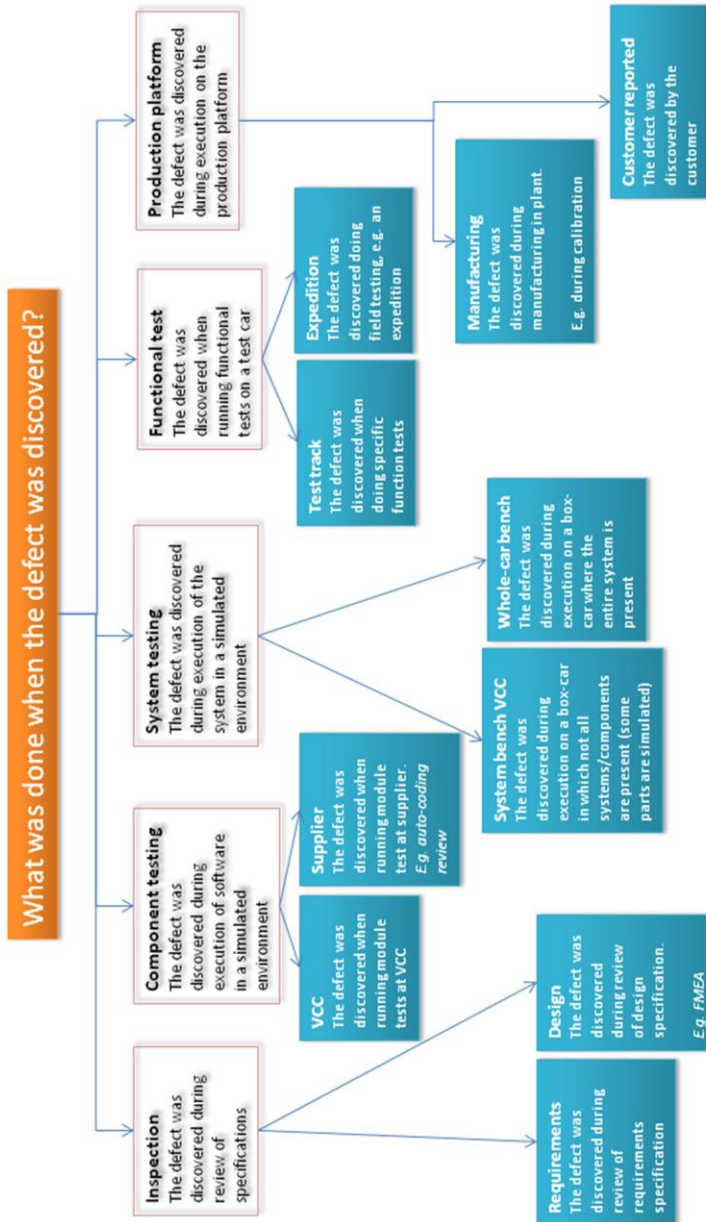 What was done when the defect was discovered?
Inspection
The defect was
discovered during
review of
specifications
Component testing
The defect was
discovered during
execution of software
in a simulated
environment
System testing
The defect was discovered
during execution of the
system in a simulated
environment
Functional test
The defect was
discovered when
running functional
tests on a test car
Production platform
The defect was discovered
during execution on the
production platform
Requirements
The defect was
discovered during
review of
requirements
specification
Design
The defect was
discovered
during review
of design
specification.
E.g. FMEA
VCC
The defect was
discovered when
running module
tests at VCC
Supplier
The defect was
discovered when
running module
test at supplier.
E.g. auto-coding
review
System bench VCC
The defect was
discovered during
execution on a box-car
in which not all
systems/components
are present (some
parts are simulated)
Whole-car bench
The defect was
discovered during
execution on a box-
car where the
entire system is
present
Test track
The defect was
discovered when
doing specific
function tests
Expedition
The defect was
discovered doing
field testing, e.g. an
expedition
Manufacturing
The defect was
discovered during
manufacturing in plant.
E.g. during calibration
Customer reported
The defect was
discovered by the
customer